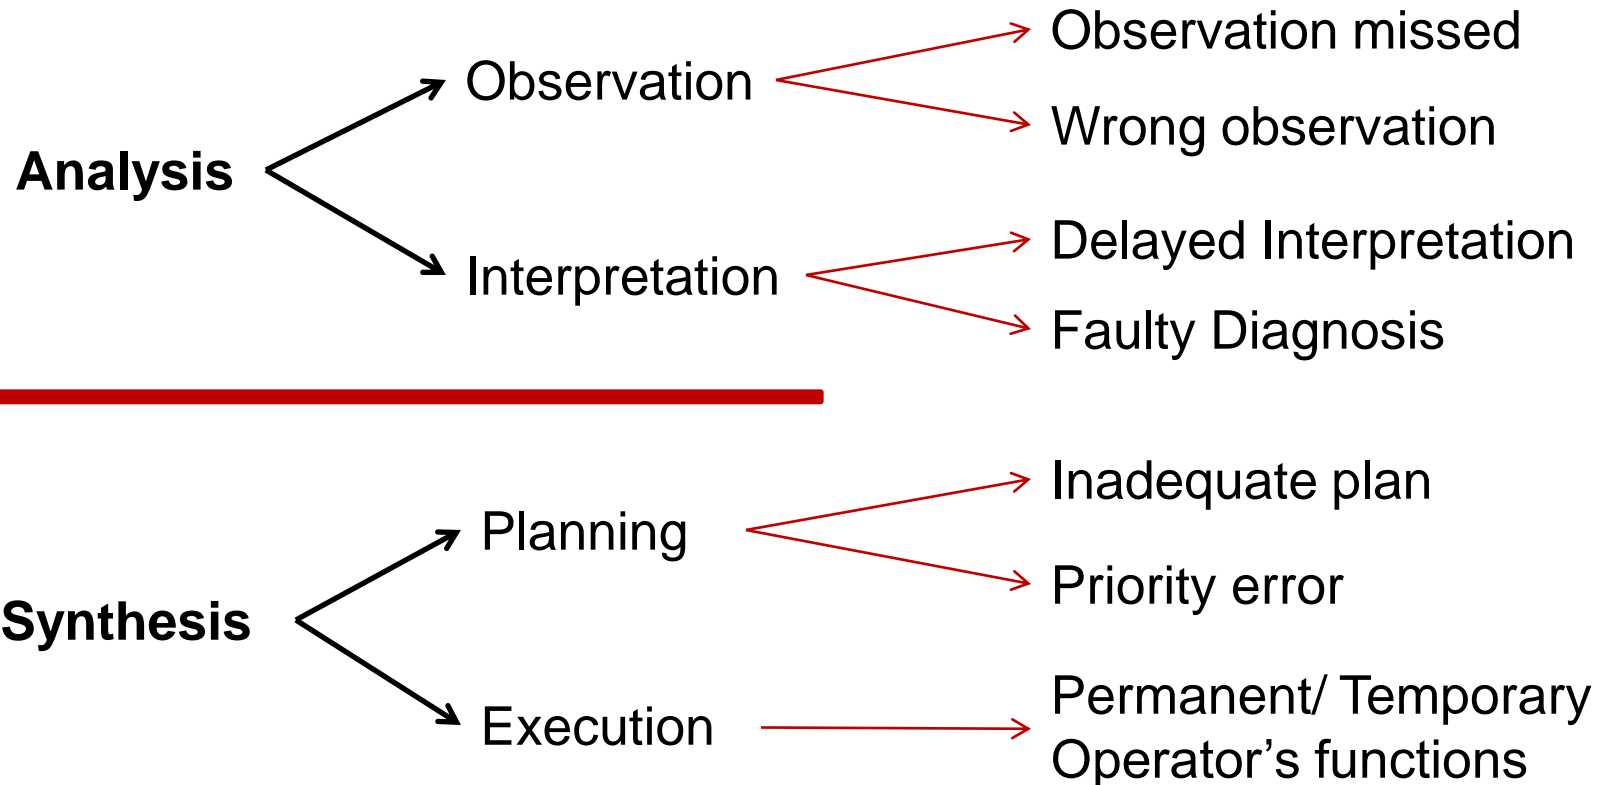 Observation missed
Observation
Wrong observation
Analysis
Delayed Interpretation
Interpretation
Faulty Diagnosis
Inadequate plan
Planning
Priority error
Synthesis
Permanent/ Temporary
Execution
Operator’s functions